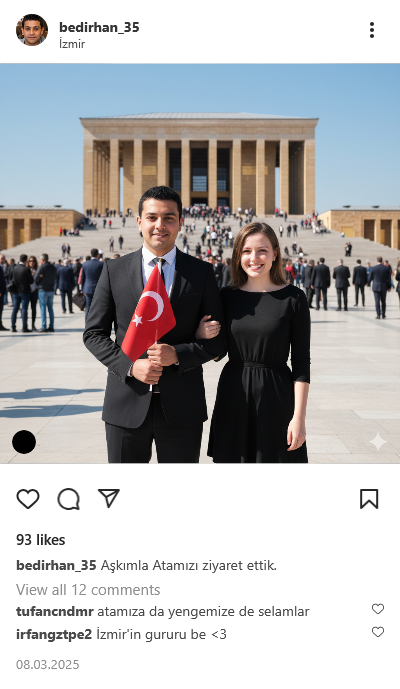 bedirhan_35
İzmir
93 likes
bedirhan_35 Aşkımla Atamızı ziyaret ettik.
View all 12 comments
tufancndmr atamıza da yengemize de selamlar
irfangztpe2 İzmir'in gururu be <3
08.03.2025